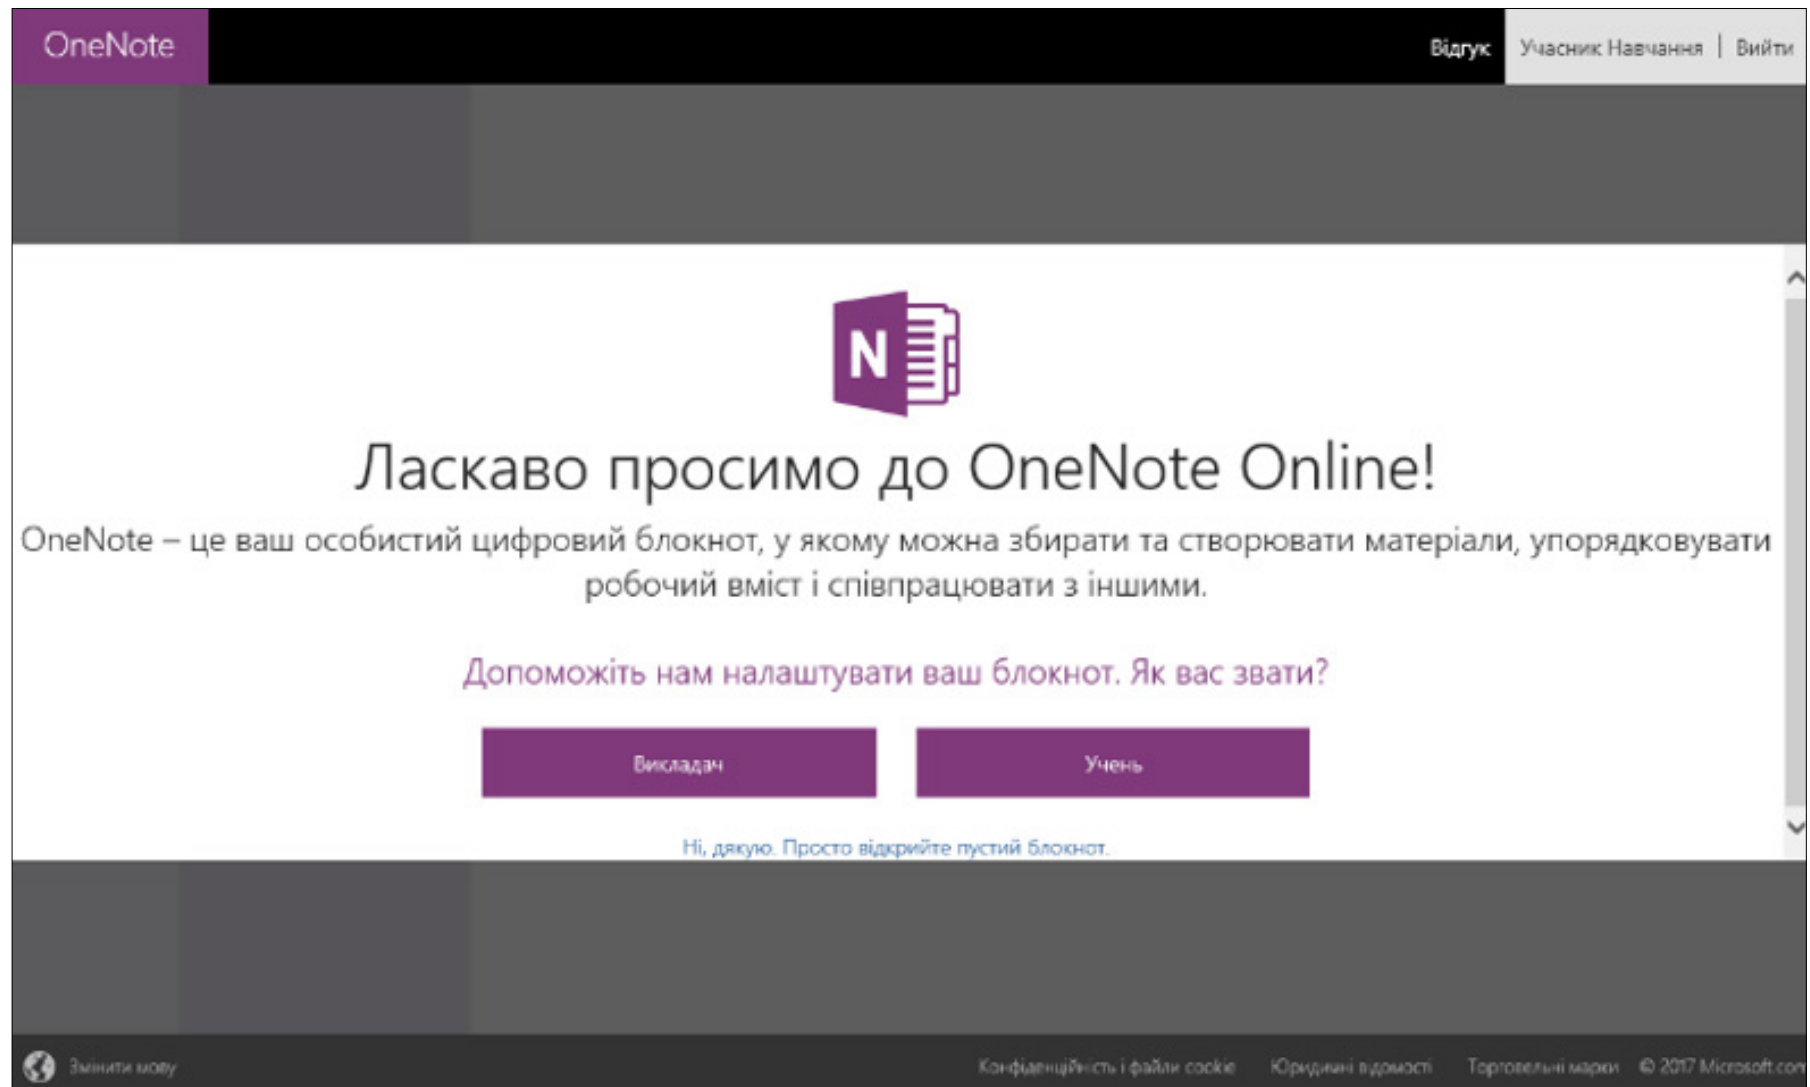 OneNote
Відгук
Учасник Навчання | Вийти
N
Ласкаво просимо до OneNote Online!
OneNote – це ваш особистий цифровий блокнот, у якому можна збирати та створювати матеріали, упорядковувати
робочий вміст і співпрацювати з іншими.
Допоможіть нам налаштувати ваш блокнот. Як вас звати?
Викладач
Учень
Ні, дякую. Просто відкрийте пустий блокнот.
Змінити мову
Конфіденційність і файли cookie
Юридичні відомості
Торговельні марки
© 2017 Microsoft.com